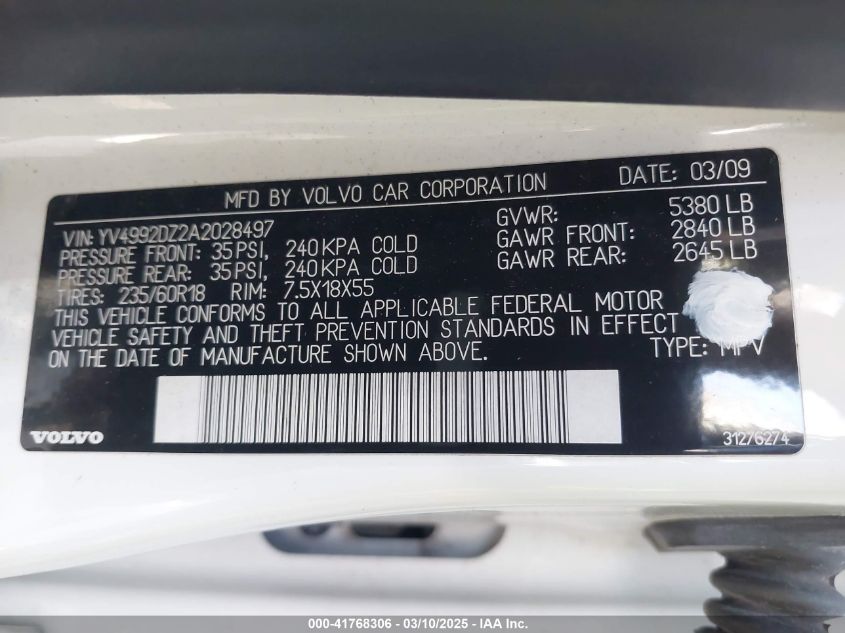 MFD BY VOLVO CAR CORPORATION DATE: 03/09
VIN: YV4992DZ2A2028497
PRESSURE FRONT: 35 PSI, 240 KPA COLD
PRESSURE REAR: 35 PSI, 240 KPA COLD
TIRES: 235/60R18 RIM: 7.5X18X55
GVWR: 5380 LB
GAWR FRONT: 2840 LB
GAWR REAR: 2645 LB
THIS VEHICLE CONFORMS TO ALL APPLICABLE FEDERAL MOTOR
VEHICLE SAFETY AND THEFT PREVENTION STANDARDS IN EFFECT
ON THE DATE OF MANUFACTURE SHOWN ABOVE. TYPE: MPV
VOLVO
31276274
000-41768306 - 03/10/2025 - IAA Inc.